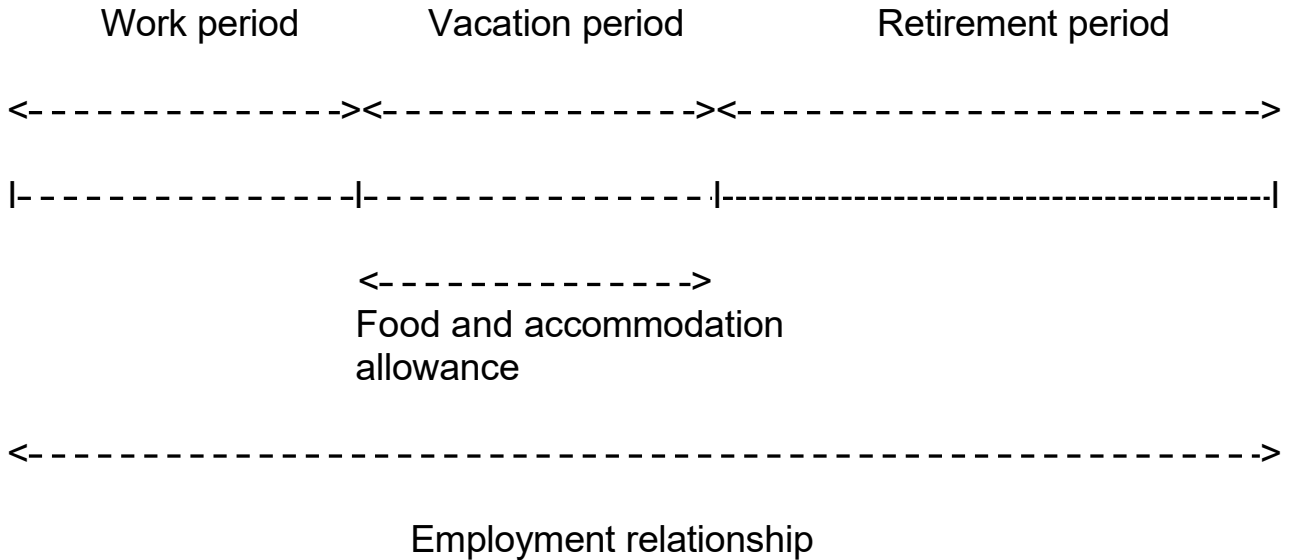 Work period Vacation period Retirement period
<- - - - - - - - - - - - - -><- - - - - - - - - - - - - -><- - - - - - - - - - - - - - - - - - - - - - ->
|- - - - - - - - - - - - - - -|- - - - - - - - - - - - - - - -|--------------------------------------------------|
<- - - - - - - - - - - - - ->
Food and accommodation
allowance
<- - - - - - - - - - - - - - - - - - - - - - - - - - - - - - - - - - - - - - - - - - - - - - - - - - - - - ->
Employment relationship